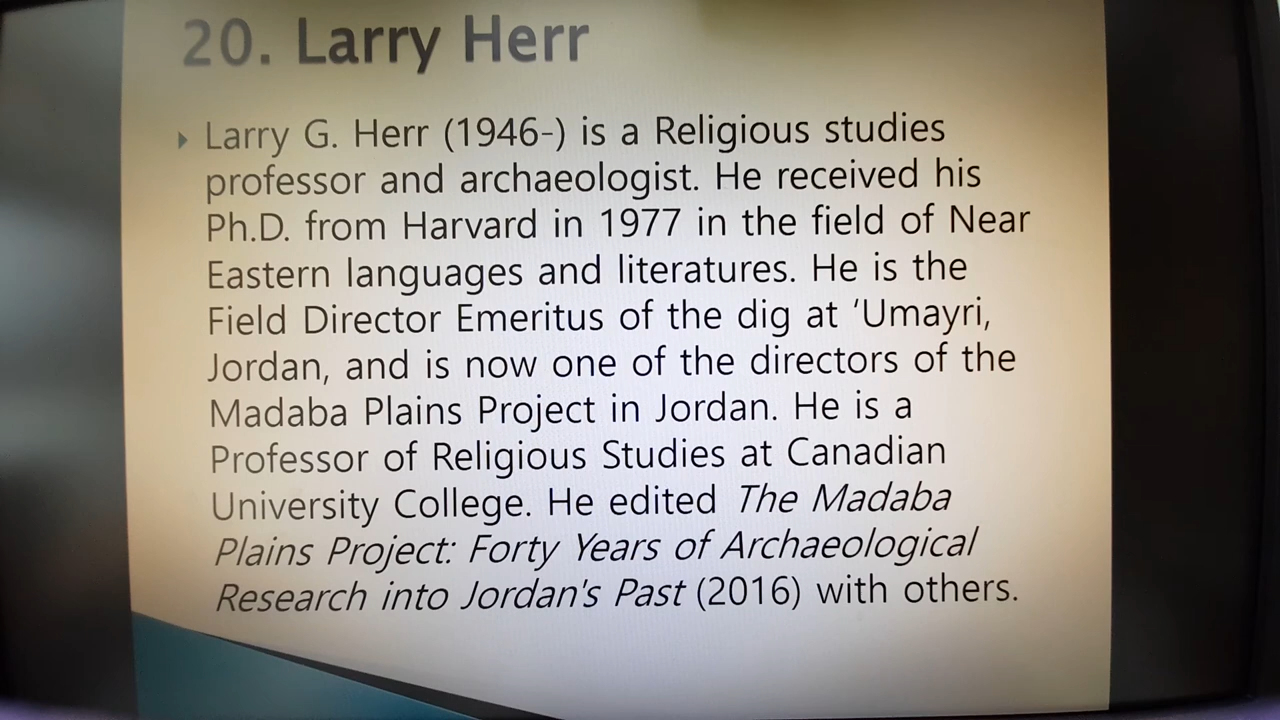 20. Larry Herr
Larry G. Herr (1946-) is a Religious studies
professor and archaeologist. He received his
Ph.D. from Harvard in 1977 in the field of Near
Eastern languages and literatures. He is the
Field Director Emeritus of the dig at ‘Umayri,
Jordan, and is now one of the directors of the
Madaba Plains Project in Jordan. He is a
Professor of Religious Studies at Canadian
University College. He edited The Madaba
Plains Project: Forty Years of Archaeological
Research into Jordan's Past (2016) with others.